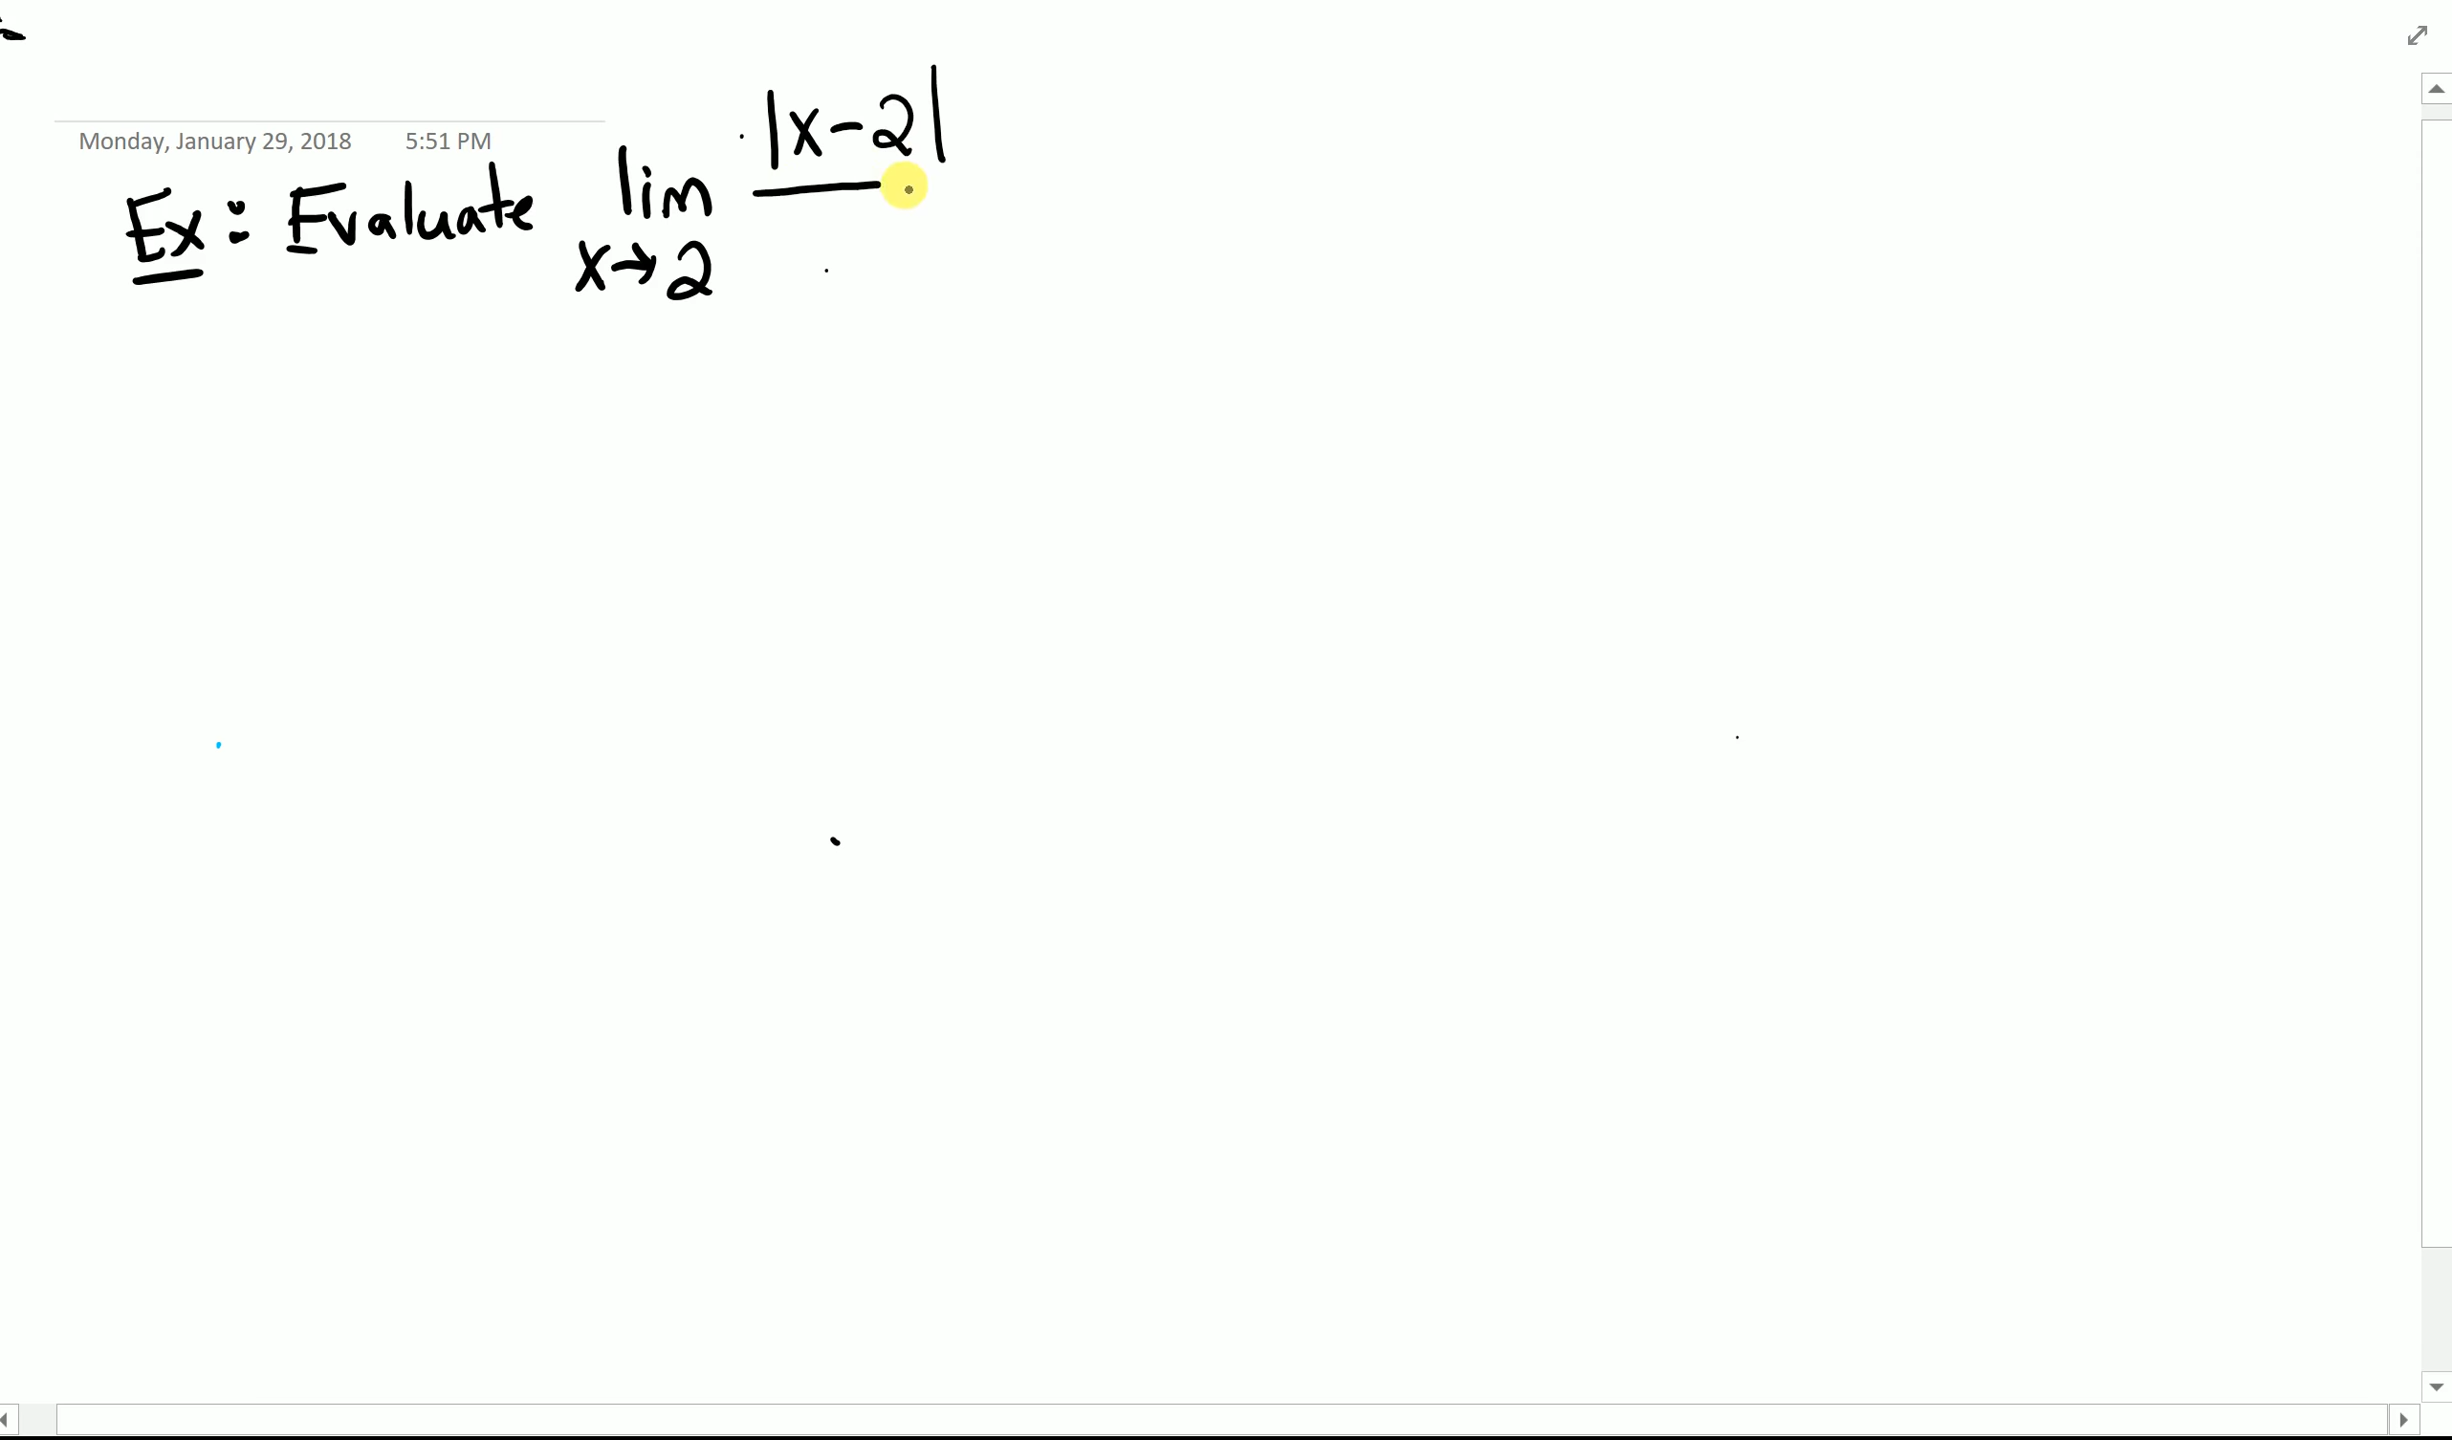 Monday, January 29, 2018 5:51 PM
Ex: Evaluate lim |x-2|
x→2